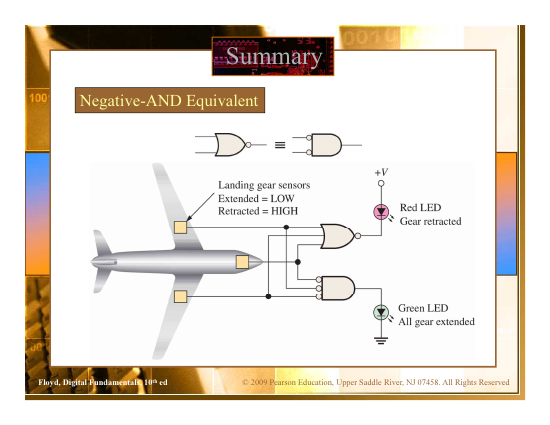 Summary
Negative-AND Equivalent
≡
+V
Landing gear sensors
Extended = LOW
Retracted = HIGH
Red LED
Gear retracted
Green LED
All gear extended
Floyd, Digital Fundamentals, 10th ed
© 2009 Pearson Education, Upper Saddle River, NJ 07458. All Rights Reserved